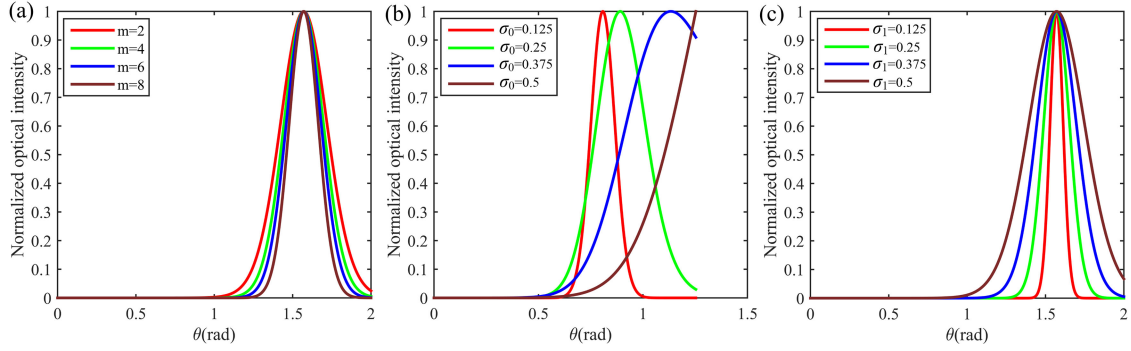 (a)
Normalized optical intensity
1
0.9
0.8
0.7
0.6
0.5
0.4
0.3
0.2
0.1
0
m=2
m=4
m=6
m=8
0 0.5 1 1.5 2
θ(rad)
(b)
Normalized optical intensity
1
0.9
0.8
0.7
0.6
0.5
0.4
0.3
0.2
0.1
0
σ0=0.125
σ0=0.25
σ0=0.375
σ0=0.5
0 0.5 1 1.5
θ(rad)
(c)
Normalized optical intensity
1
0.9
0.8
0.7
0.6
0.5
0.4
0.3
0.2
0.1
0
σ1=0.125
σ1=0.25
σ1=0.375
σ1=0.5
0 0.5 1 1.5 2
θ(rad)